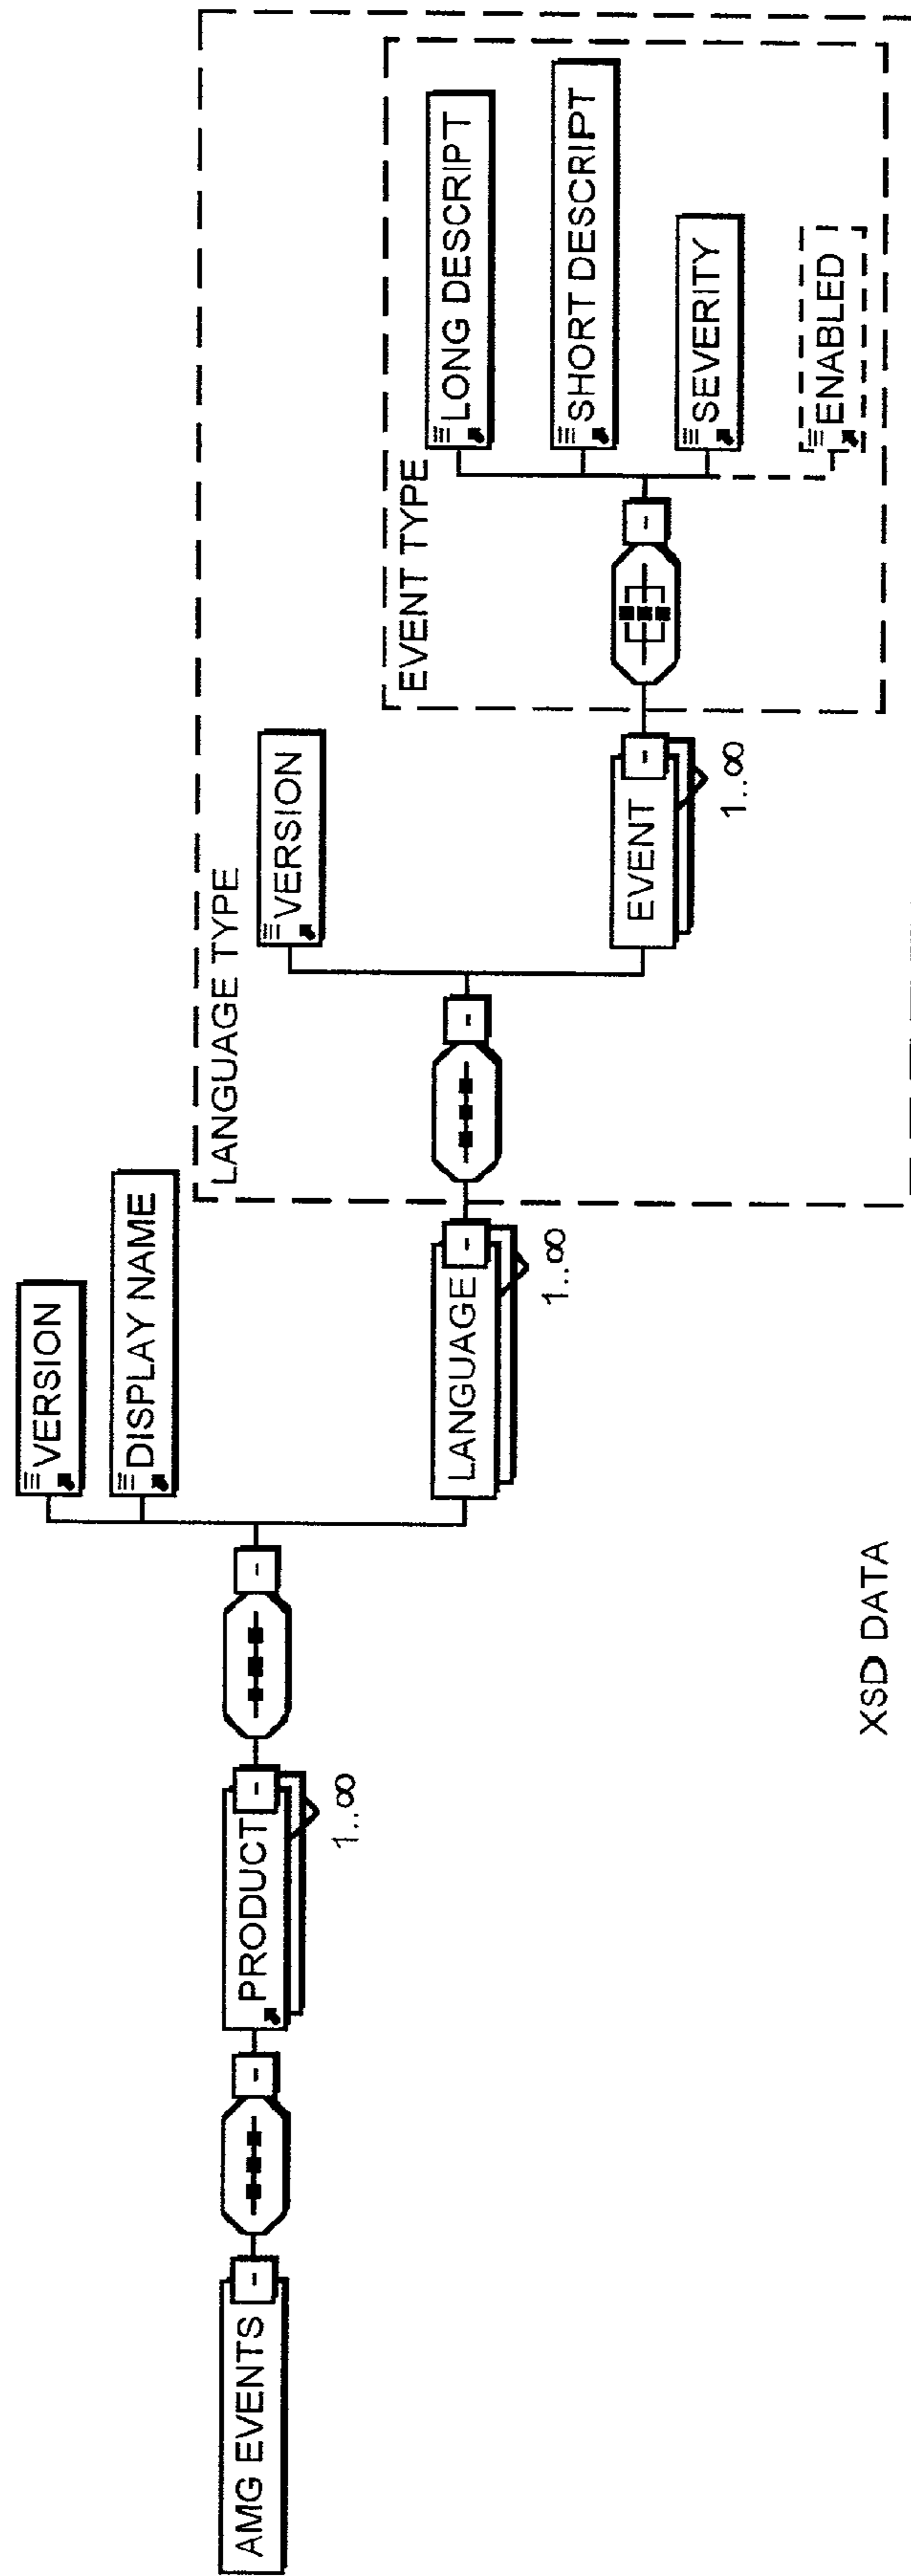 AMG EVENTS
PRODUCT
1..∞
VERSION
DISPLAY NAME
LANGUAGE
1..∞
LANGUAGE TYPE
VERSION
EVENT
1..∞
EVENT TYPE
LONG DESCRIPT
SHORT DESCRIPT
SEVERITY
ENABLED
XSD DATA